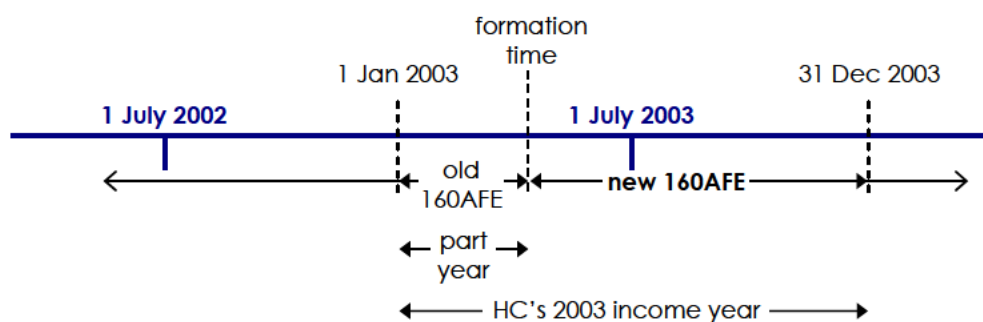 formation
time
1 Jan 2003
31 Dec 2003
1 July 2002
1 July 2003
old
160AFE
new 160AFE
part
year
HC's 2003 income year